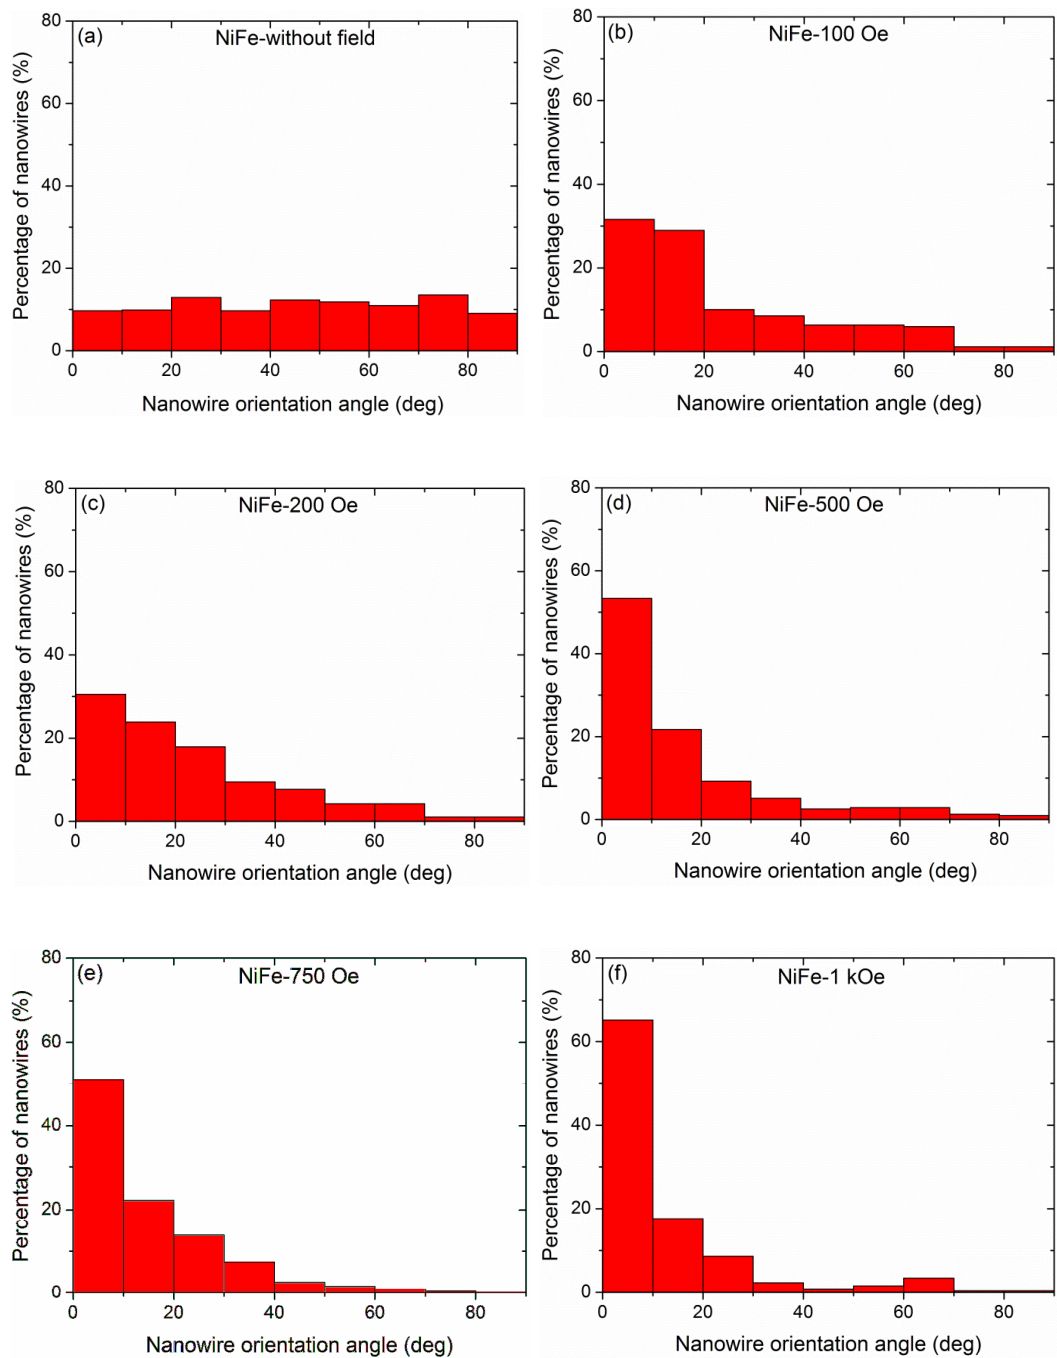 (a) NiFe-without field
Percentage of nanowires (%)
80
60
40
20
0
0 20 40 60 80
Nanowire orientation angle (deg)
(b) NiFe-100 Oe
Percentage of nanowires (%)
80
60
40
20
0
0 20 40 60 80
Nanowire orientation angle (deg)
(c) NiFe-200 Oe
Percentage of nanowires (%)
80
60
40
20
0
0 20 40 60 80
Nanowire orientation angle (deg)
(d) NiFe-500 Oe
Percentage of nanowires (%)
80
60
40
20
0
0 20 40 60 80
Nanowire orientation angle (deg)
(e) NiFe-750 Oe
Percentage of nanowires (%)
80
60
40
20
0
0 20 40 60 80
Nanowire orientation angle (deg)
(f) NiFe-1 kOe
Percentage of nanowires (%)
80
60
40
20
0
0 20 40 60 80
Nanowire orientation angle (deg)